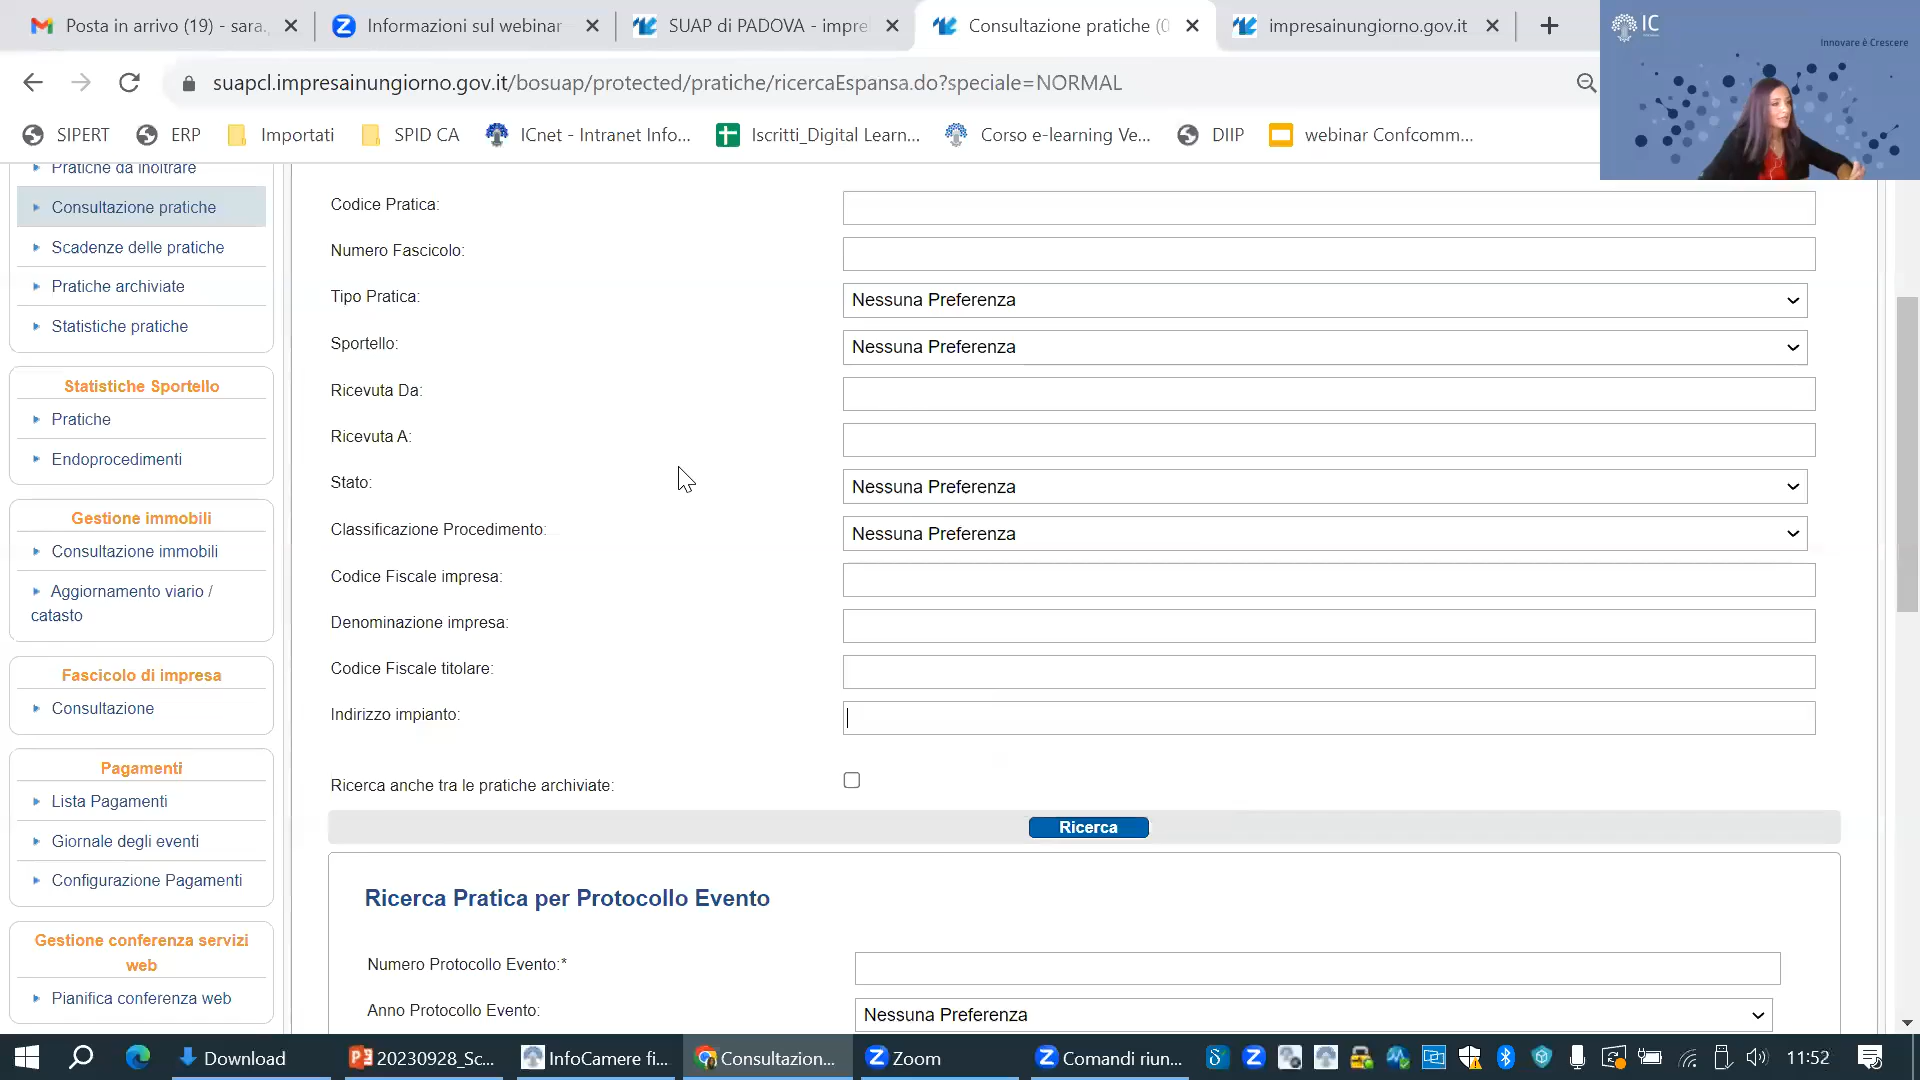 Posta in arrivo (19) - sara.
Informazioni sul webinar
SUAP di PADOVA - impre
Consultazione pratiche (0
impresainungiorno.gov.it
suapcl.impresainungiorno.gov.it/bosuap/protected/pratiche/ricercaEspansa.do?speciale=NORMAL
SIPERT
ERP
Importati
SPID CA
ICnet - Intranet Info...
Iscritti_Digital Learn...
Corso e-learning Ve...
DIIP
webinar Confcomm...
IC
Innovare è Crescere
Pratiche da inoltrare
Consultazione pratiche
Scadenze delle pratiche
Pratiche archiviate
Statistiche pratiche
Statistiche Sportello
Pratiche
Endoprocedimenti
Gestione immobili
Consultazione immobili
Aggiornamento viario /
catasto
Fascicolo di impresa
Consultazione
Pagamenti
Lista Pagamenti
Giornale degli eventi
Configurazione Pagamenti
Gestione conferenza servizi
web
Pianifica conferenza web
Codice Pratica:
Numero Fascicolo:
Tipo Pratica: Nessuna Preferenza
Sportello: Nessuna Preferenza
Ricevuta Da:
Ricevuta A:
Stato: Nessuna Preferenza
Classificazione Procedimento: Nessuna Preferenza
Codice Fiscale impresa:
Denominazione impresa:
Codice Fiscale titolare:
Indirizzo impianto:
Ricerca anche tra le pratiche archiviate:
Ricerca
Ricerca Pratica per Protocollo Evento
Numero Protocollo Evento:*
Anno Protocollo Evento: Nessuna Preferenza
Download
20230928_Sc...
InfoCamere fi...
Consultazion...
Zoom
Comandi riun...
11:52